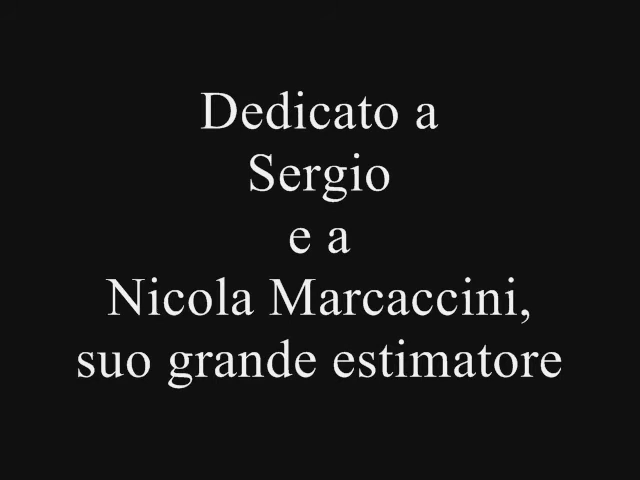 Dedicato a
Sergio
e a
Nicola Marcaccini,
suo grande estimatore